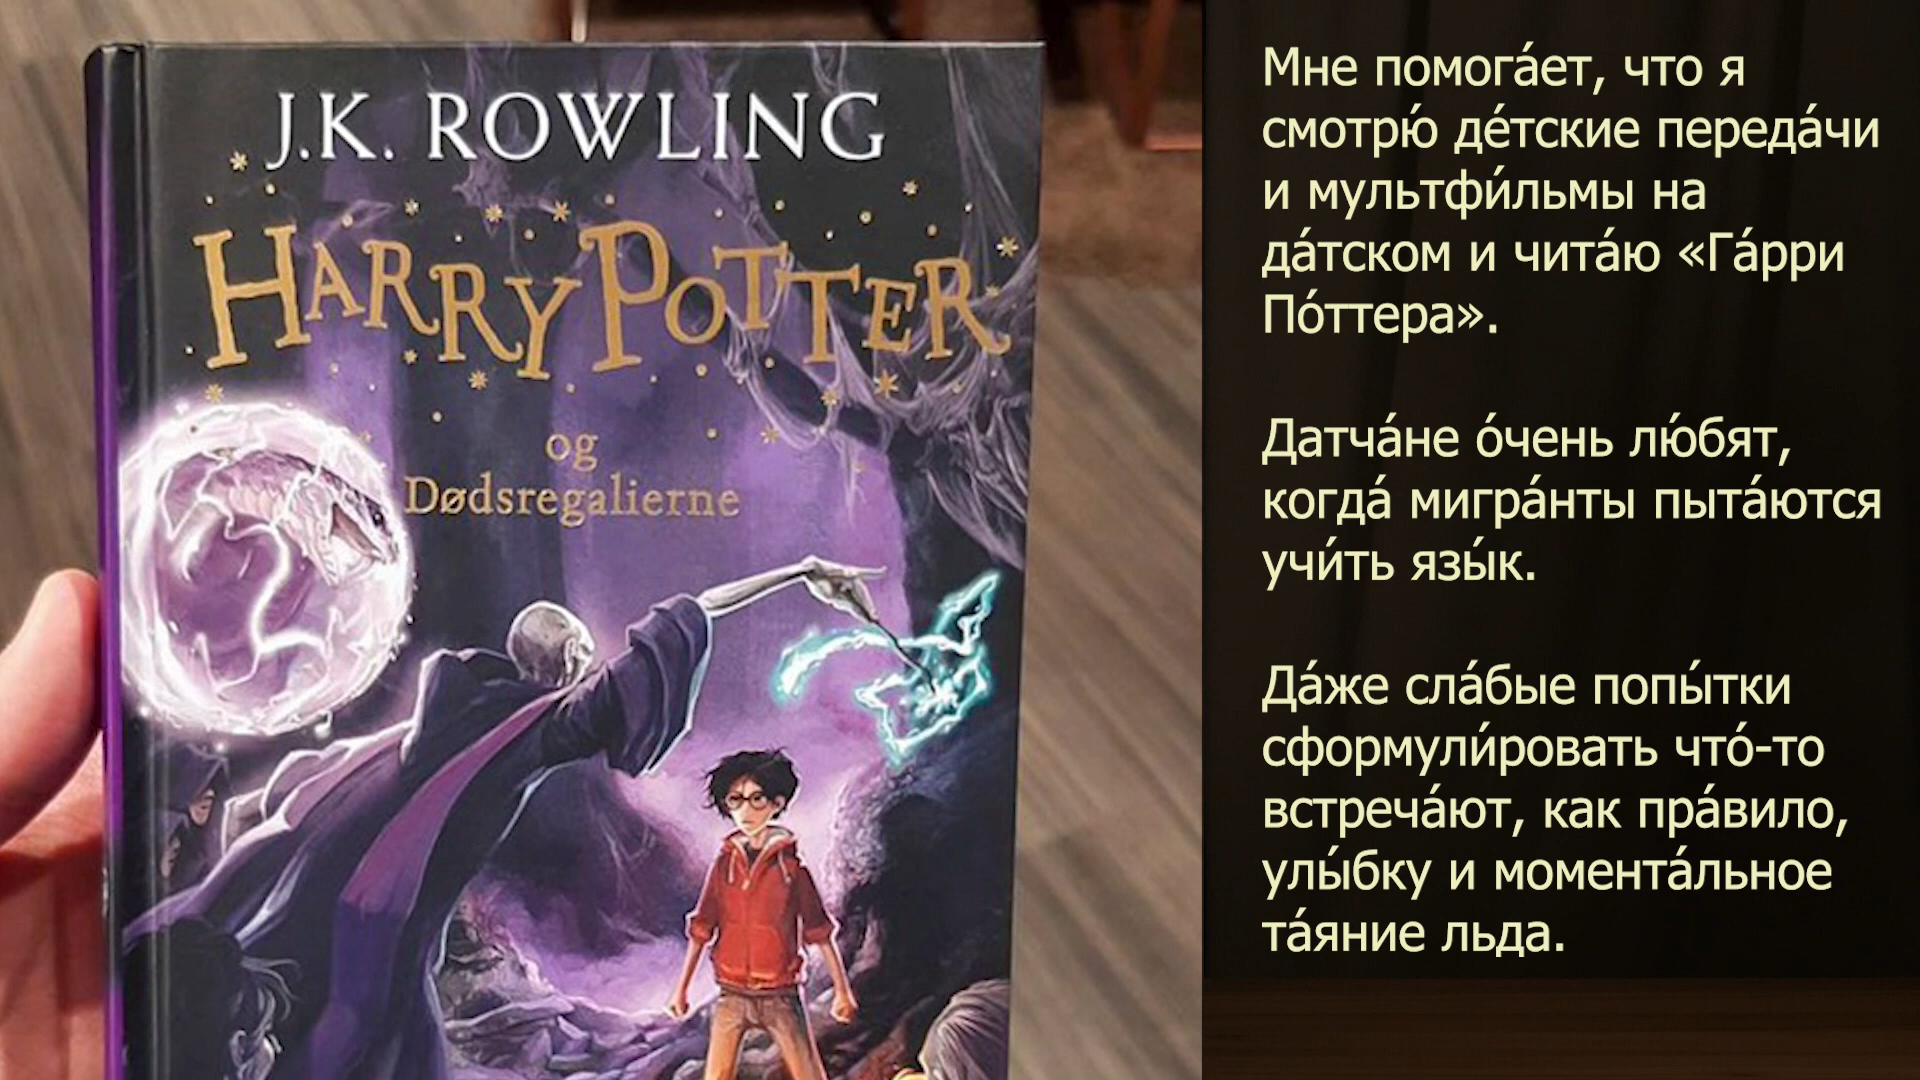 J.K. ROWLING
HARRY POTTER
og
Dødsregalierne
Мне помога́ет, что я
смотрю́ де́тские переда́чи
и мультфи́льмы на
да́тском и чита́ю «Га́рри
По́ттера».
Датча́не о́чень лю́бят,
когда́ мигра́нты пыта́ются
учи́ть язы́к.
Да́же сла́бые попы́тки
сформули́ровать что́-то
встреча́ют, как пра́вило,
улы́бку и момента́льное
та́яние льда.